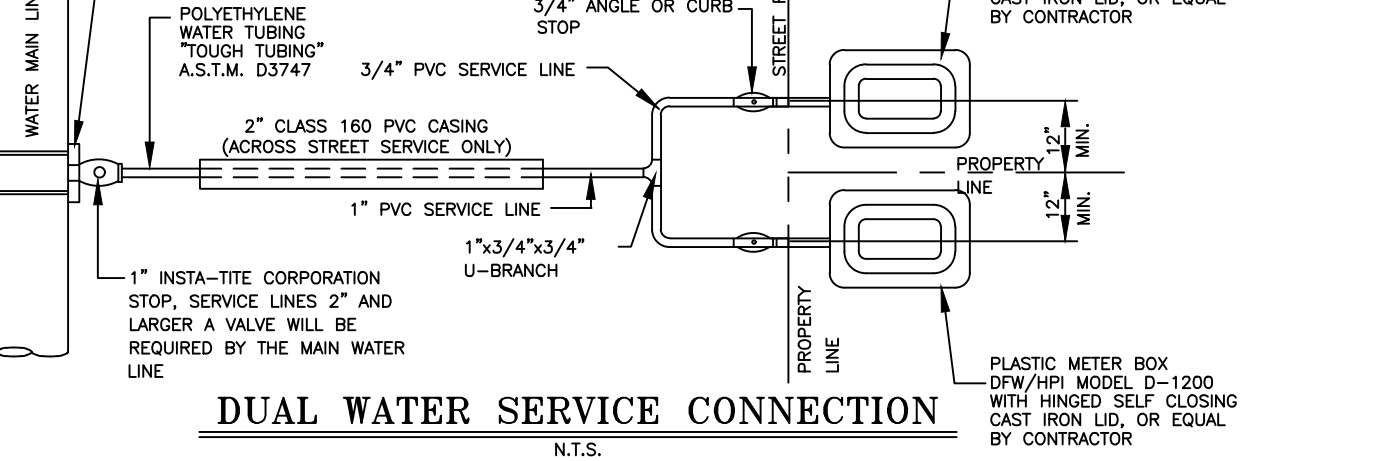 WATER MAIN LIN
POLYETHYLENE
WATER TUBING
"TOUGH TUBING"
A.S.T.M. D3747
3/4" ANGLE OR CURB
STOP
STREET
CAST IRON LID, OR EQUAL
BY CONTRACTOR
3/4" PVC SERVICE LINE
2" CLASS 160 PVC CASING
(ACROSS STREET SERVICE ONLY)
12"
MIN.
PROPERTY
LINE
12"
MIN.
1" PVC SERVICE LINE
1"x3/4"x3/4"
U-BRANCH
1" INSTA-TITE CORPORATION
STOP, SERVICE LINES 2" AND
LARGER A VALVE WILL BE
REQUIRED BY THE MAIN WATER
LINE
PROPERTY
LINE
PLASTIC METER BOX
DFW/HPI MODEL D-1200
WITH HINGED SELF CLOSING
CAST IRON LID, OR EQUAL
BY CONTRACTOR
DUAL WATER SERVICE CONNECTION
N.T.S.